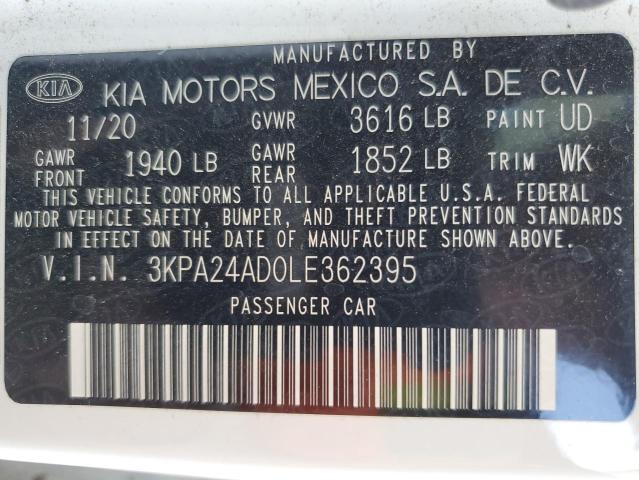 MANUFACTURED BY
KIA KIA MOTORS MEXICO S.A. DE C.V.
11/20 GVWR 3616 LB PAINT UD
GAWR FRONT 1940 LB GAWR REAR 1852 LB TRIM WK
THIS VEHICLE CONFORMS TO ALL APPLICABLE U.S.A. FEDERAL
MOTOR VEHICLE SAFETY, BUMPER, AND THEFT PREVENTION STANDARDS
IN EFFECT ON THE DATE OF MANUFACTURE SHOWN ABOVE.
V.I.N. 3KPA24AD0LE362395
PASSENGER CAR